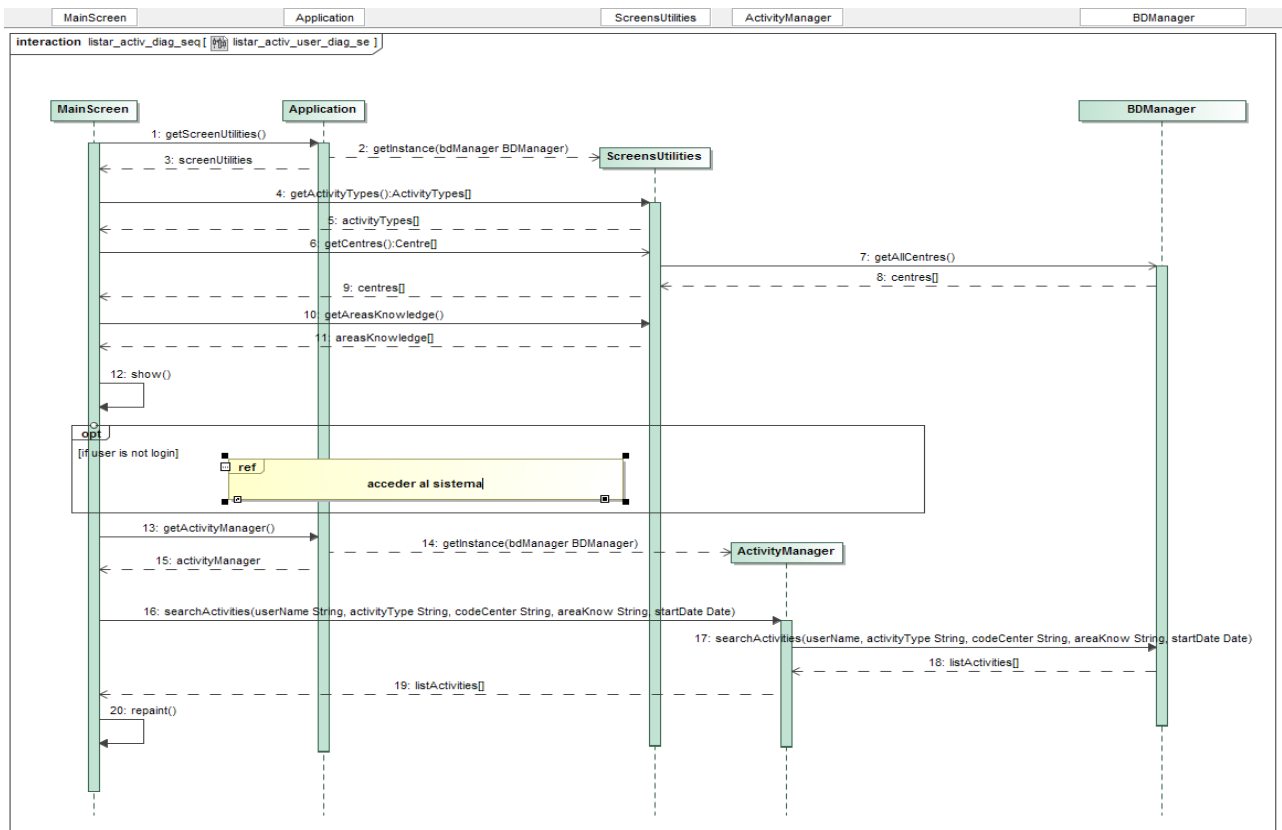 MainScreen Application ScreensUtilities ActivityManager BDManager
interaction listar_activ_diag_seq [ listar_activ_user_diag_se ]
MainScreen Application BDManager
1: getScreenUtilities()
2: getInstance(bdManager BDManager)
ScreensUtilities
3: screenUtilities
4: getActivityTypes():ActivityTypes[]
5: activityTypes[]
6: getCentres():Centre[]
7: getAllCentres()
8: centres[]
9: centres[]
10: getAreasKnowledge()
11: areasKnowledge[]
12: show()
opt
[if user is not login]
ref
acceder al sistema
13: getActivityManager()
14: getInstance(bdManager BDManager)
ActivityManager
15: activityManager
16: searchActivities(userName String, activityType String, codeCenter String, areaKnow String, startDate Date)
17: searchActivities(userName, activityType String, codeCenter String, areaKnow String, startDate Date)
18: listActivities[]
19: listActivities[]
20: repaint()